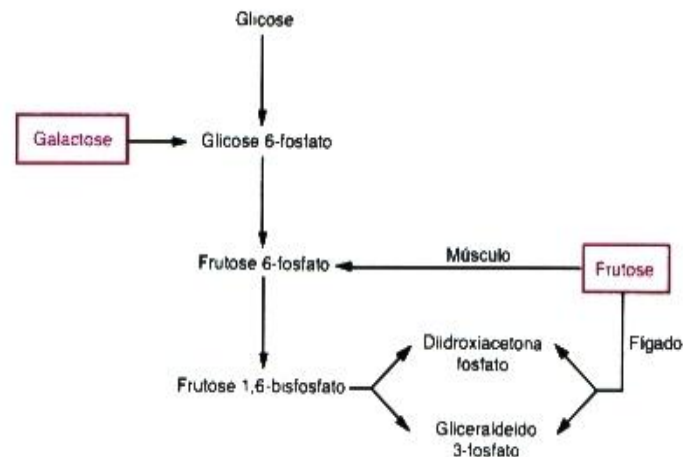 Glicose
Galactose
Glicose 6-fosfato
Frutose 6-fosfato
Músculo
Frutose
Fígado
Diidroxiacetona
fosfato
Frutose 1,6-bisfosfato
Gliceraldeído
3-fosfato